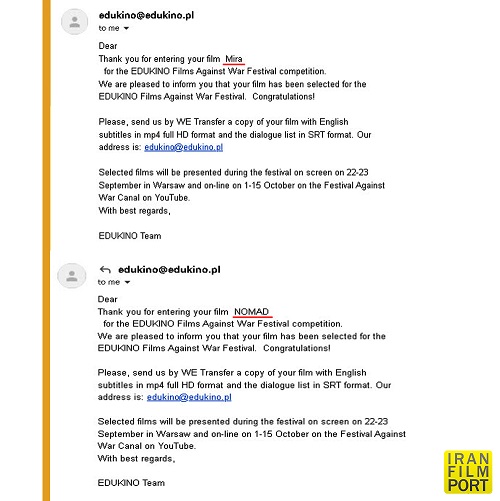 edukino@edukino.pl
to me
Dear
Thank you for entering your film Mira
for the EDUKINO Films Against War Festival competition.
We are pleased to inform you that your film has been selected for the
EDUKINO Films Against War Festival. Congratulations!
Please, send us by WE Transfer a copy of your film with English
subtitles in mp4 full HD format and the dialogue list in SRT format. Our
address is: edukino@edukino.pl
Selected films will be presented during the festival on screen on 22-23
September in Warsaw and on-line on 1-15 October on the Festival Against
War Canal on YouTube.
With best regards,
EDUKINO Team
edukino@edukino.pl
to me
Dear
Thank you for entering your film NOMAD
for the EDUKINO Films Against War Festival competition.
We are pleased to inform you that your film has been selected for the
EDUKINO Films Against War Festival. Congratulations!
Please, send us by WE Transfer a copy of your film with English
subtitles in mp4 full HD format and the dialogue list in SRT format. Our
address is: edukino@edukino.pl
Selected films will be presented during the festival on screen on 22-23
September in Warsaw and on-line on 1-15 October on the Festival Against
War Canal on YouTube.
With best regards,
EDUKINO Team
IRAN
FILM
PORT